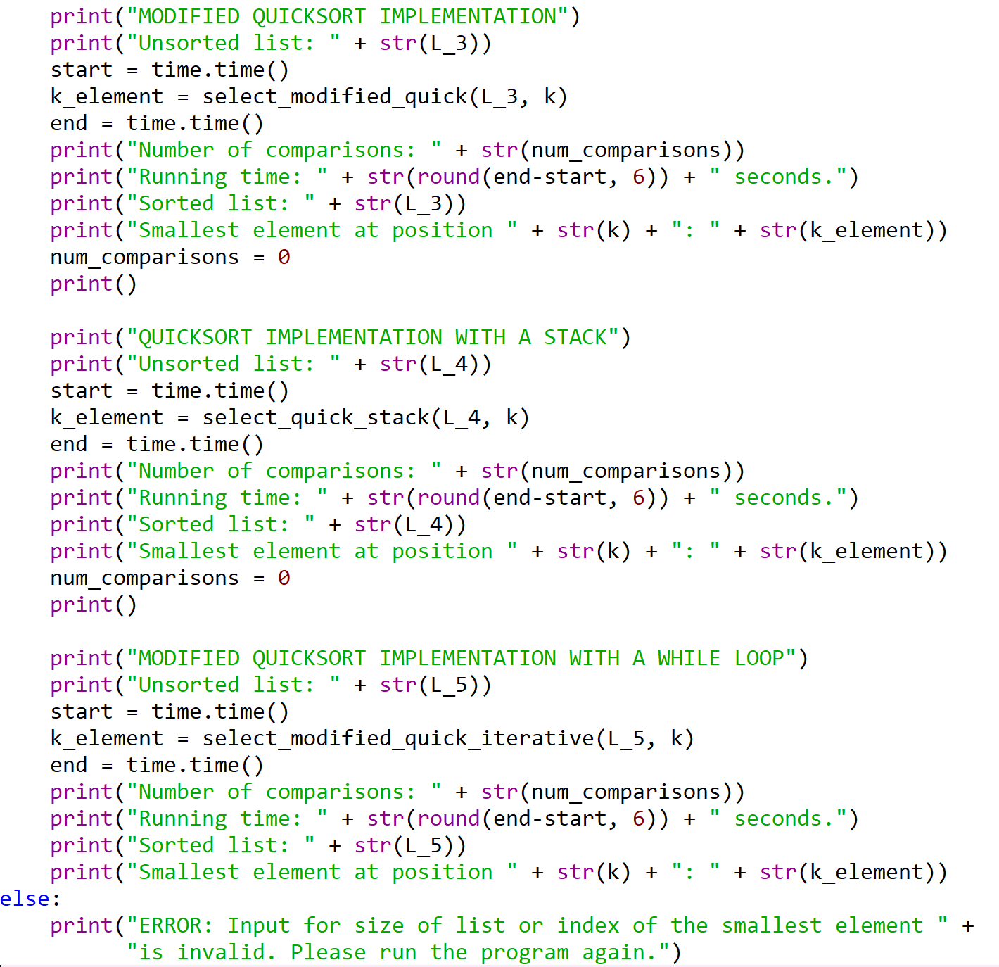 print("MODIFIED QUICKSORT IMPLEMENTATION")
    print("Unsorted list: " + str(L_3))
    start = time.time()
    k_element = select_modified_quick(L_3, k)
    end = time.time()
    print("Number of comparisons: " + str(num_comparisons))
    print("Running time: " + str(round(end-start, 6)) + " seconds.")
    print("Sorted list: " + str(L_3))
    print("Smallest element at position " + str(k) + ": " + str(k_element))
    num_comparisons = 0
    print()

    print("QUICKSORT IMPLEMENTATION WITH A STACK")
    print("Unsorted list: " + str(L_4))
    start = time.time()
    k_element = select_quick_stack(L_4, k)
    end = time.time()
    print("Number of comparisons: " + str(num_comparisons))
    print("Running time: " + str(round(end-start, 6)) + " seconds.")
    print("Sorted list: " + str(L_4))
    print("Smallest element at position " + str(k) + ": " + str(k_element))
    num_comparisons = 0
    print()

    print("MODIFIED QUICKSORT IMPLEMENTATION WITH A WHILE LOOP")
    print("Unsorted list: " + str(L_5))
    start = time.time()
    k_element = select_modified_quick_iterative(L_5, k)
    end = time.time()
    print("Number of comparisons: " + str(num_comparisons))
    print("Running time: " + str(round(end-start, 6)) + " seconds.")
    print("Sorted list: " + str(L_5))
    print("Smallest element at position " + str(k) + ": " + str(k_element))
else:
    print("ERROR: Input for size of list or index of the smallest element " +
          "is invalid. Please run the program again.")